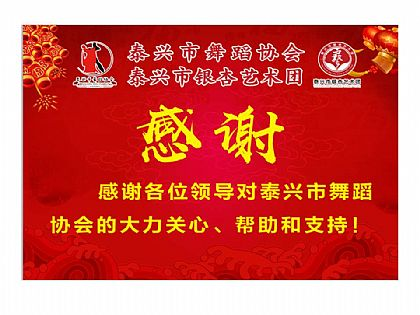 泰兴市舞蹈协会
泰兴市银杏艺术团
感谢
感谢各位领导对泰兴市舞蹈
协会的大力关心、帮助和支持！